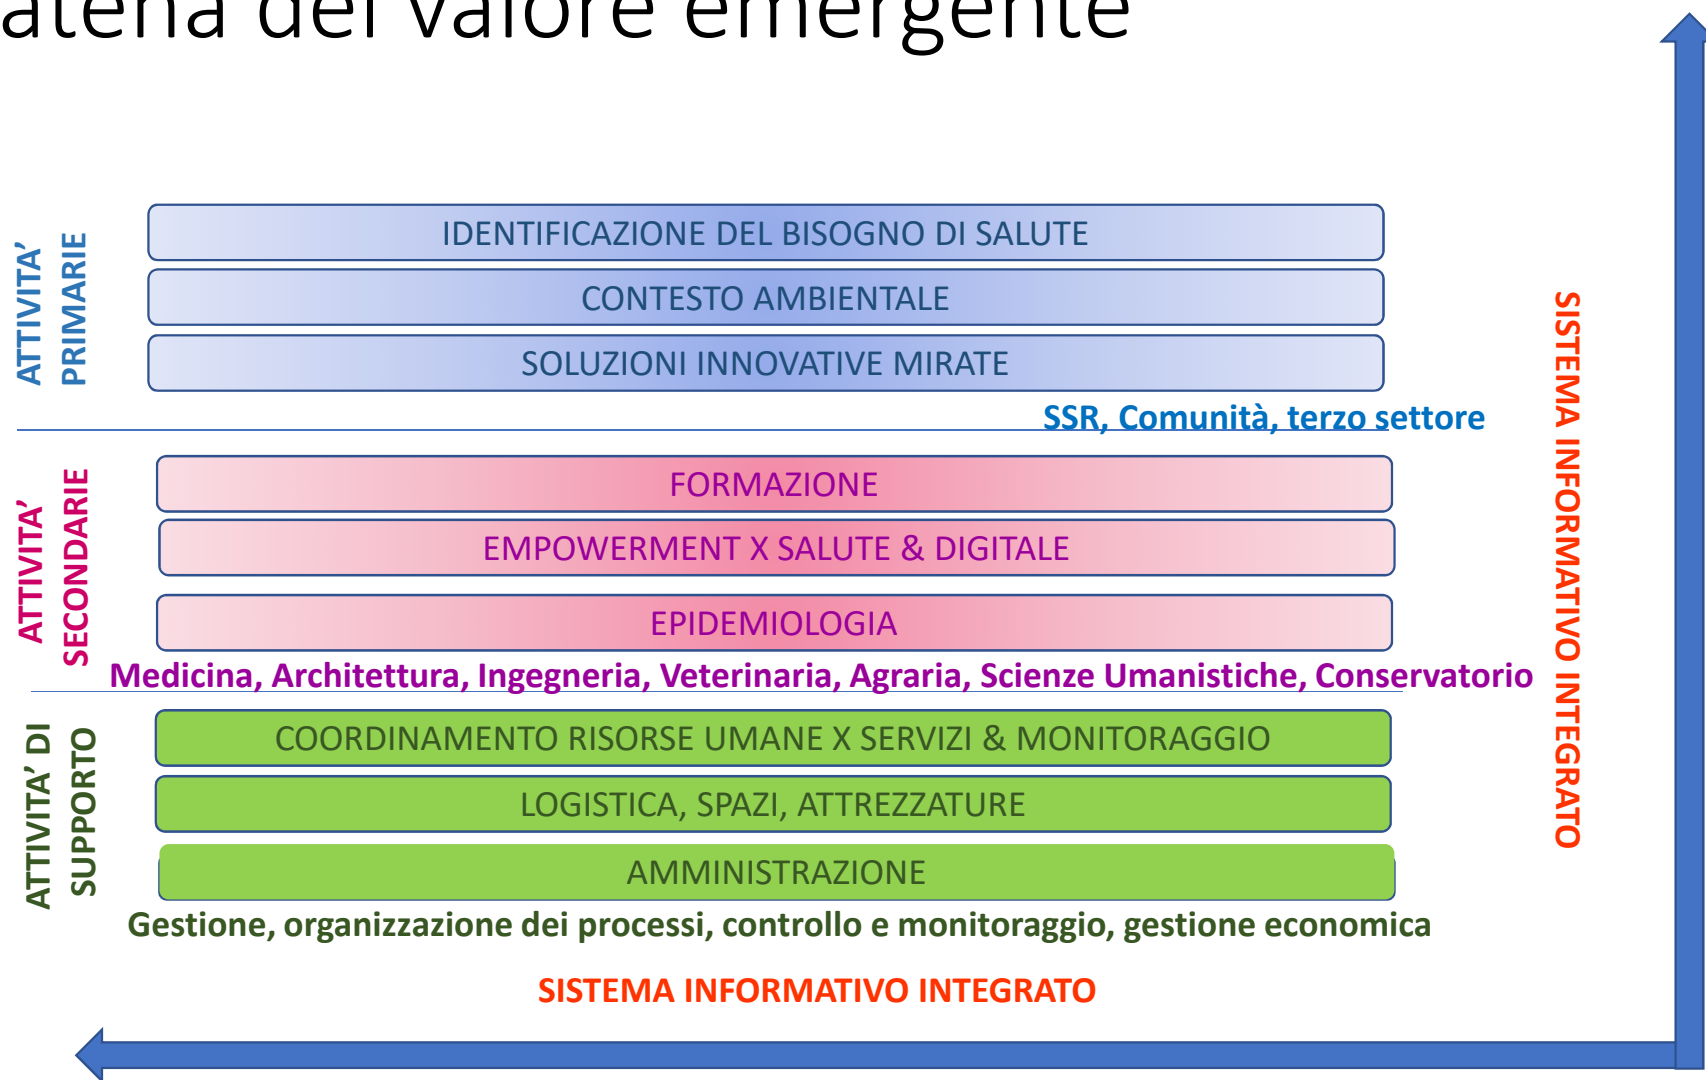 atena del valore emergente
ATTIVITA’
PRIMARIE
IDENTIFICAZIONE DEL BISOGNO DI SALUTE
CONTESTO AMBIENTALE
SOLUZIONI INNOVATIVE MIRATE
SSR, Comunità, terzo settore
ATTIVITA’
SECONDARIE
FORMAZIONE
EMPOWERMENT X SALUTE & DIGITALE
EPIDEMIOLOGIA
Medicina, Architettura, Ingegneria, Veterinaria, Agraria, Scienze Umanistiche, Conservatorio
ATTIVITA’ DI
SUPPORTO
COORDINAMENTO RISORSE UMANE X SERVIZI & MONITORAGGIO
LOGISTICA, SPAZI, ATTREZZATURE
AMMINISTRAZIONE
Gestione, organizzazione dei processi, controllo e monitoraggio, gestione economica
SISTEMA INFORMATIVO INTEGRATO
SISTEMA INFORMATIVO INTEGRATO